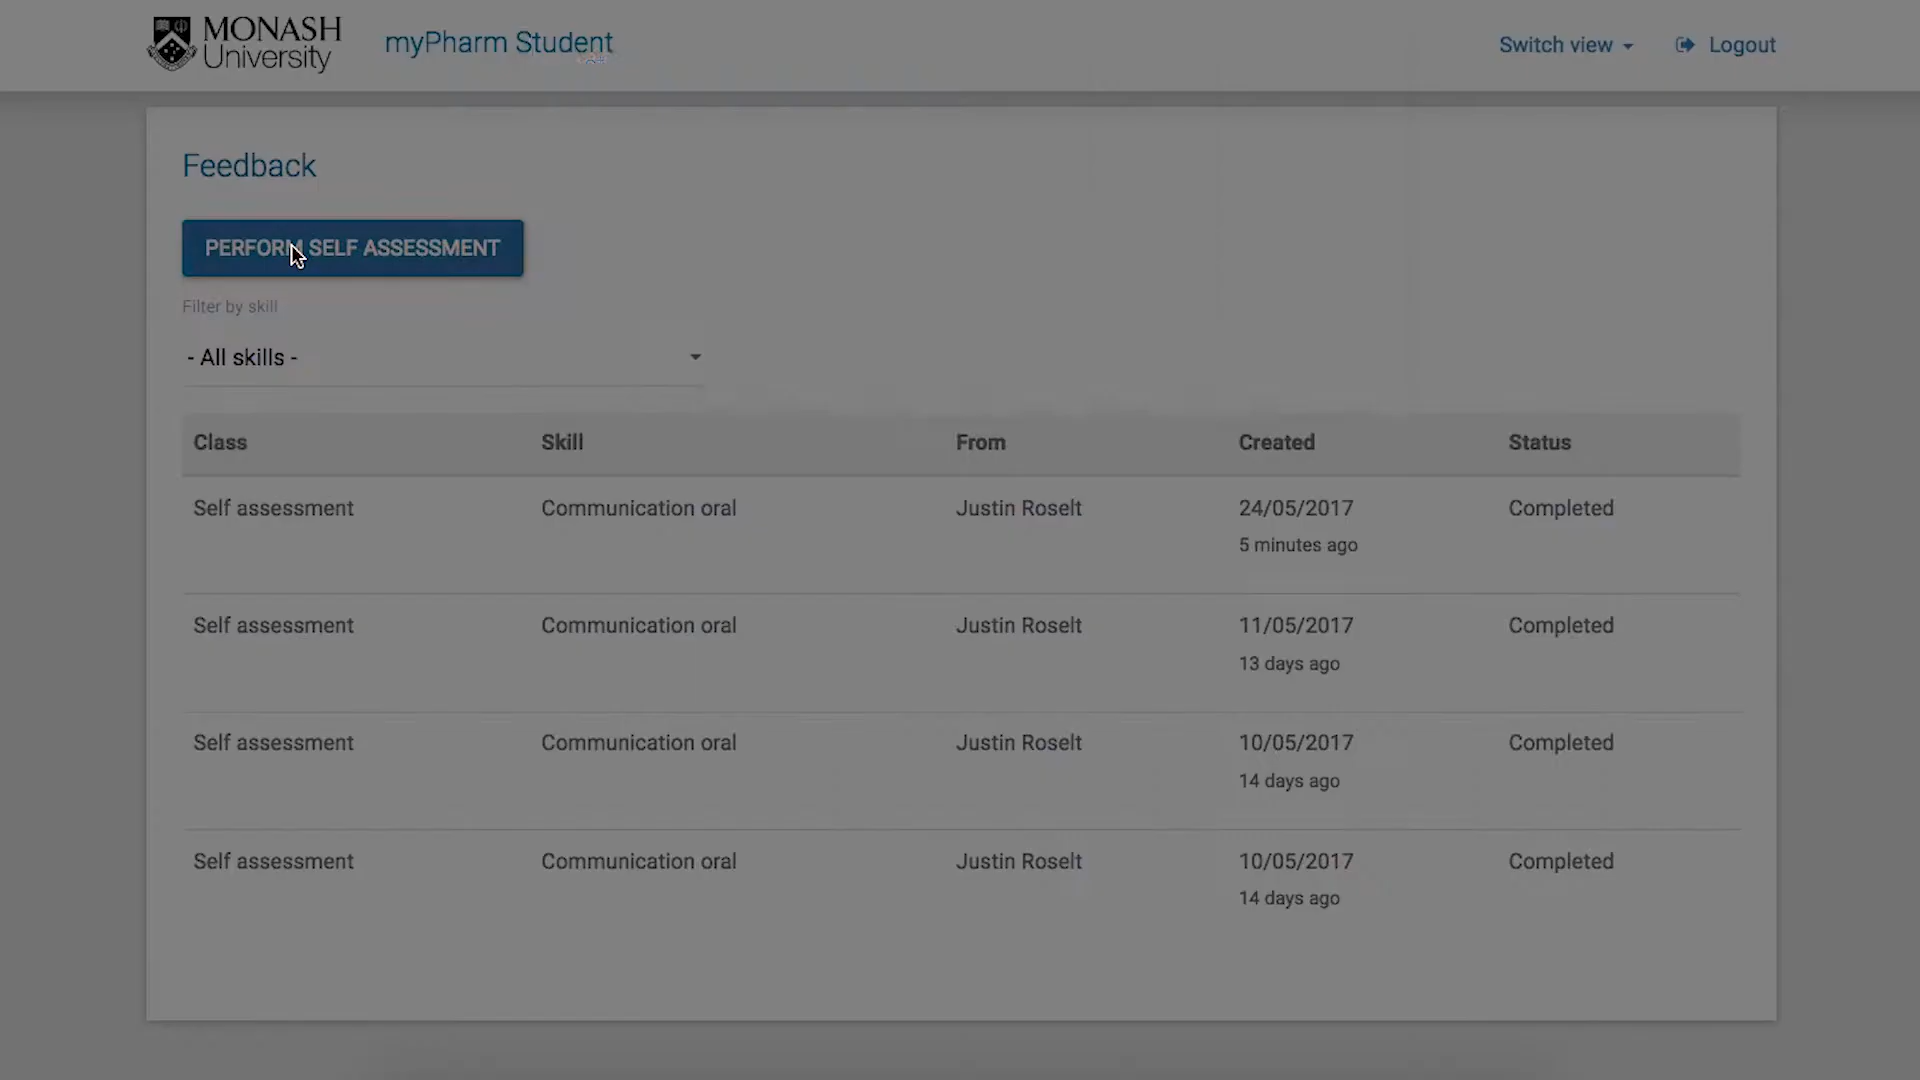 MONASH
University
myPharm Student
Switch view
Logout
Feedback
PERFORM SELF ASSESSMENT
Filter by skill
- All skills -
Class Skill From Created Status
Self assessment Communication oral Justin Roselt 24/05/2017 Completed
5 minutes ago
Self assessment Communication oral Justin Roselt 11/05/2017 Completed
13 days ago
Self assessment Communication oral Justin Roselt 10/05/2017 Completed
14 days ago
Self assessment Communication oral Justin Roselt 10/05/2017 Completed
14 days ago